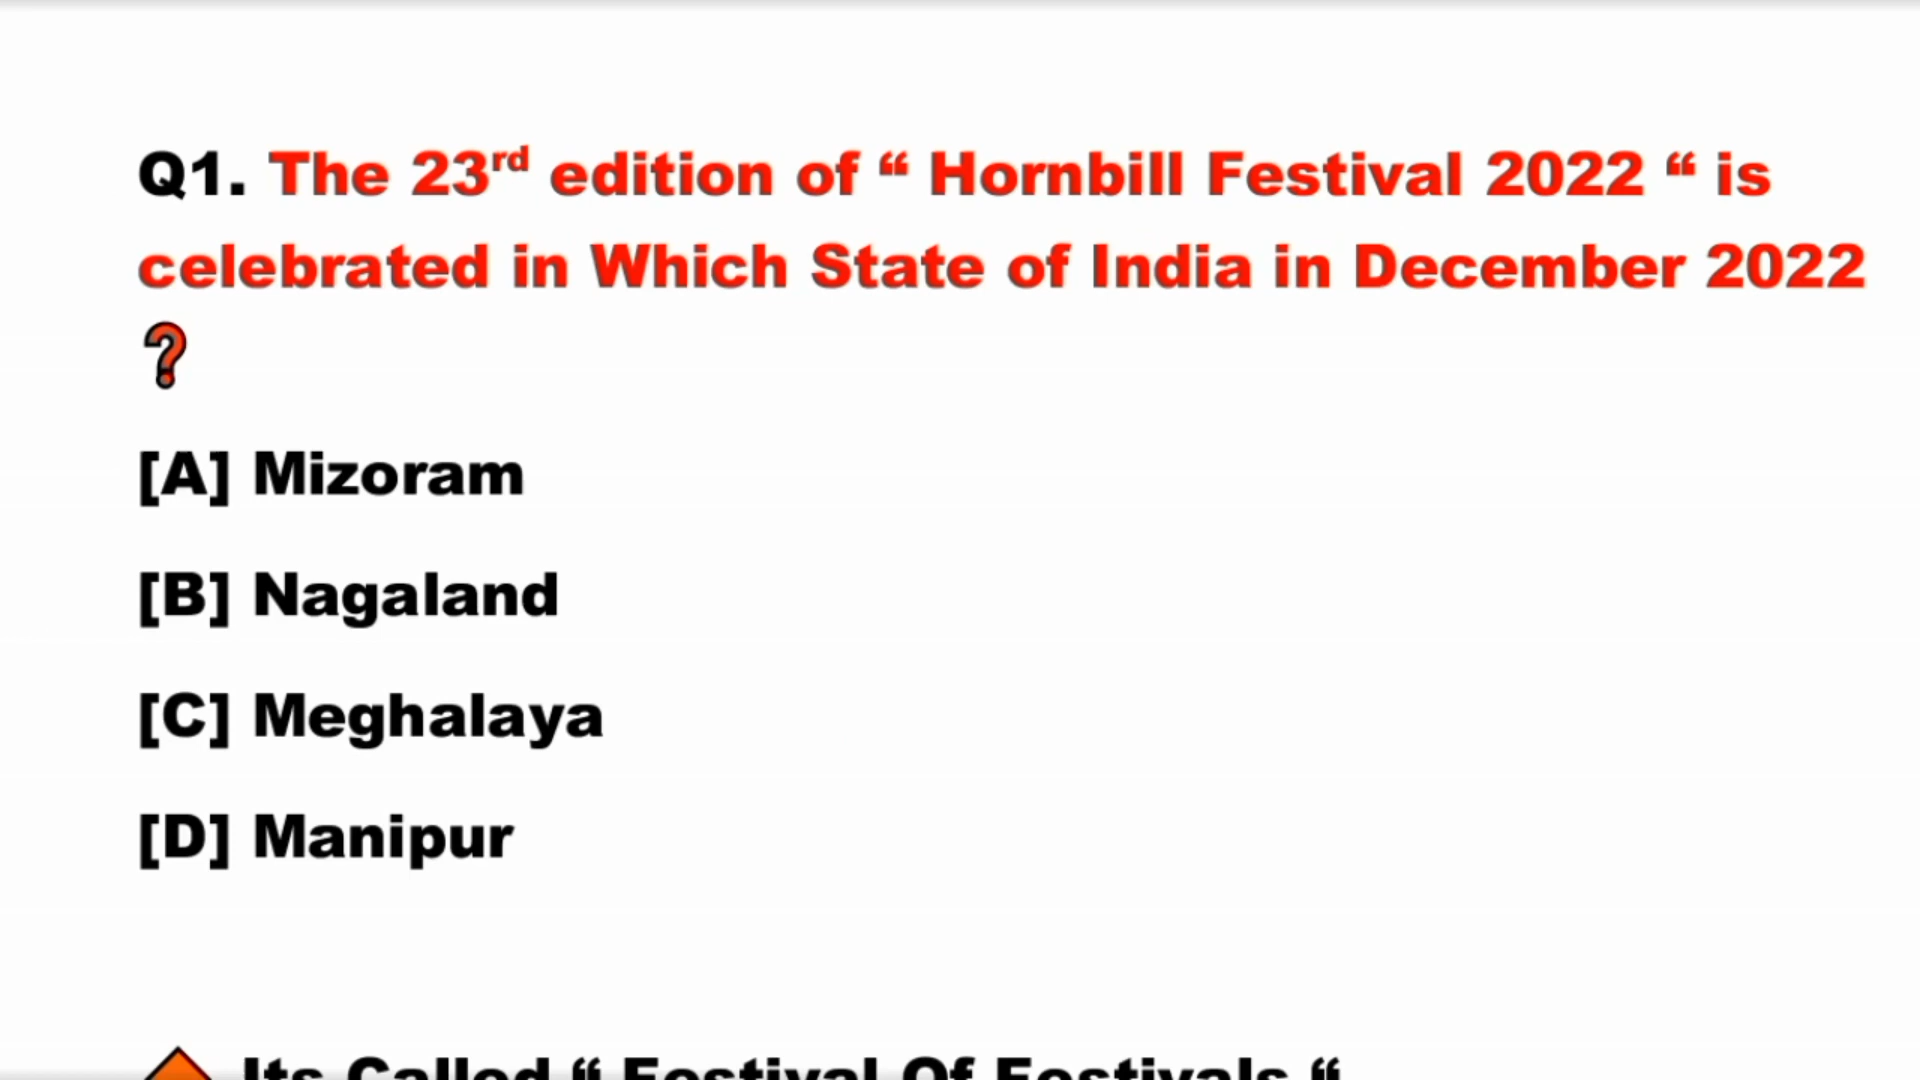 Q1. The 23rd edition of “ Hornbill Festival 2022 “ is
celebrated in Which State of India in December 2022
?
[A] Mizoram
[B] Nagaland
[C] Meghalaya
[D] Manipur
Its Called “ Festival Of Festivals “